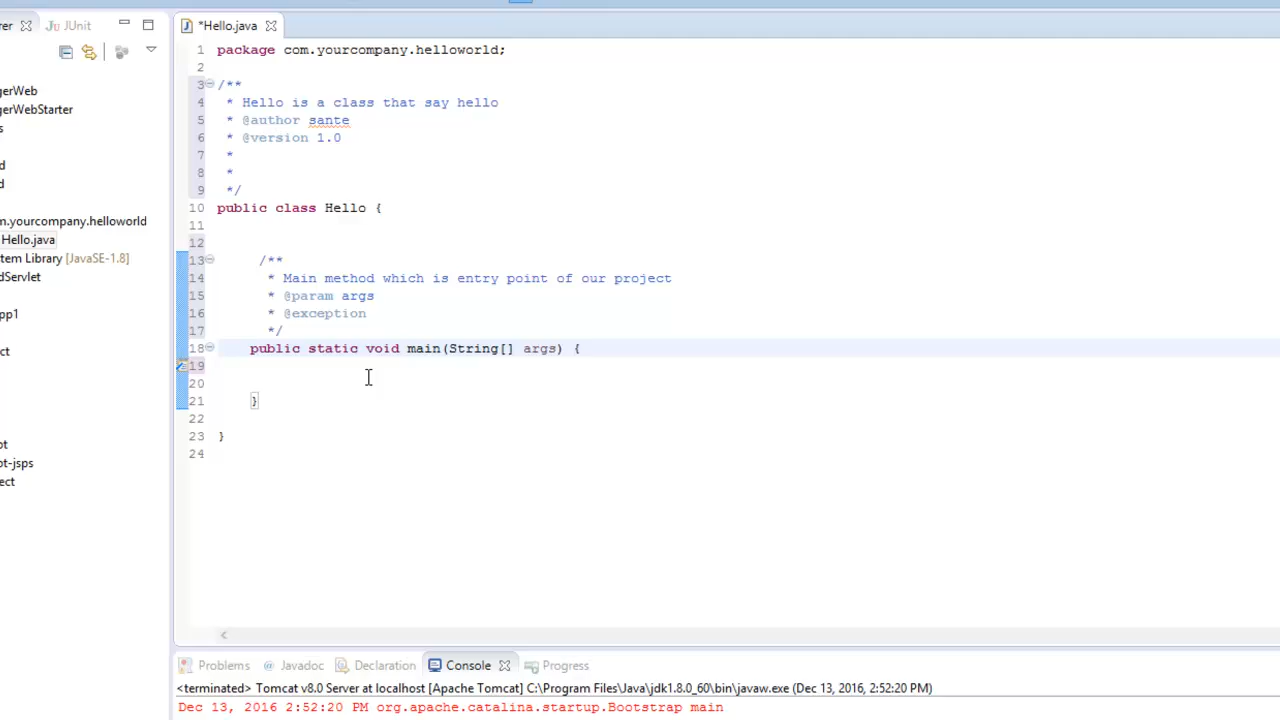 rer
JUnit
*Hello.java
gerWeb
gerWebStarter
s
d
d
m.yourcompany.helloworld
Hello.java
tem Library [JavaSE-1.8]
dServlet
pp1
ct
ot
ot-jsps
ect
1 package com.yourcompany.helloworld;
2
3 /**
4 * Hello is a class that say hello
5 * @author sante
6 * @version 1.0
7 *
8 *
9 */
10 public class Hello {
11
12
13 /**
14 * Main method which is entry point of our project
15 * @param args
16 * @exception
17 */
18 public static void main(String[] args) {
19
20
21 }
22
23 }
24
Problems @ Javadoc Declaration Console Progress
<terminated> Tomcat v8.0 Server at localhost [Apache Tomcat] C:\Program Files\Java\jdk1.8.0_60\bin\javaw.exe (Dec 13, 2016, 2:52:20 PM)
Dec 13, 2016 2:52:20 PM org.apache.catalina.startup.Bootstrap main